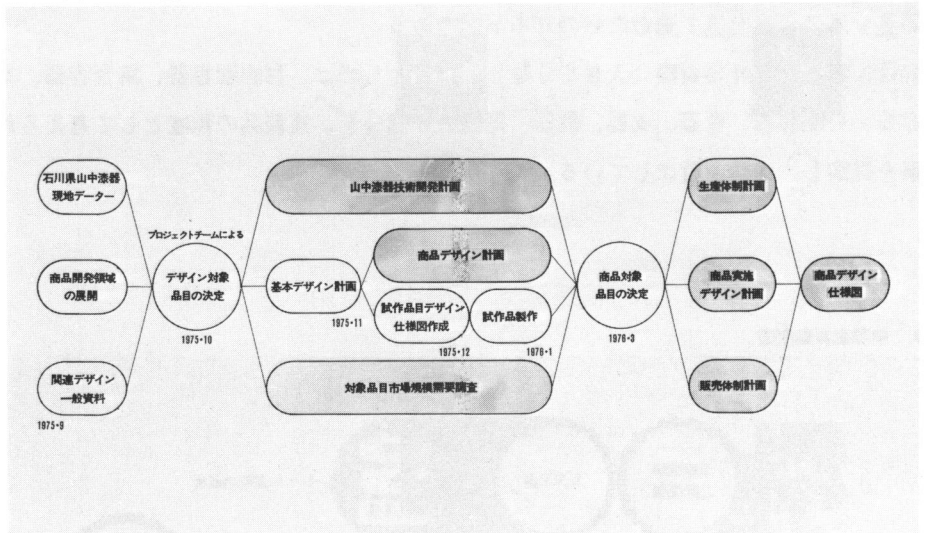 石川県山中漆器
現地データー
商品開発領域
の展開
関連デザイン
一般資料
1975・9
プロジェクトチームによる
デザイン対象
品目の決定
1975・10
山中漆器技術開発計画
基本デザイン計画
1975・11
商品デザイン計画
試作品目デザイン
仕様図作成
1975・12
試作品製作
1976・1
対象品目市場規模需要調査
商品対象
品目の決定
1976・3
生産体制計画
商品実施
デザイン計画
販売体制計画
商品デザイン
仕様図